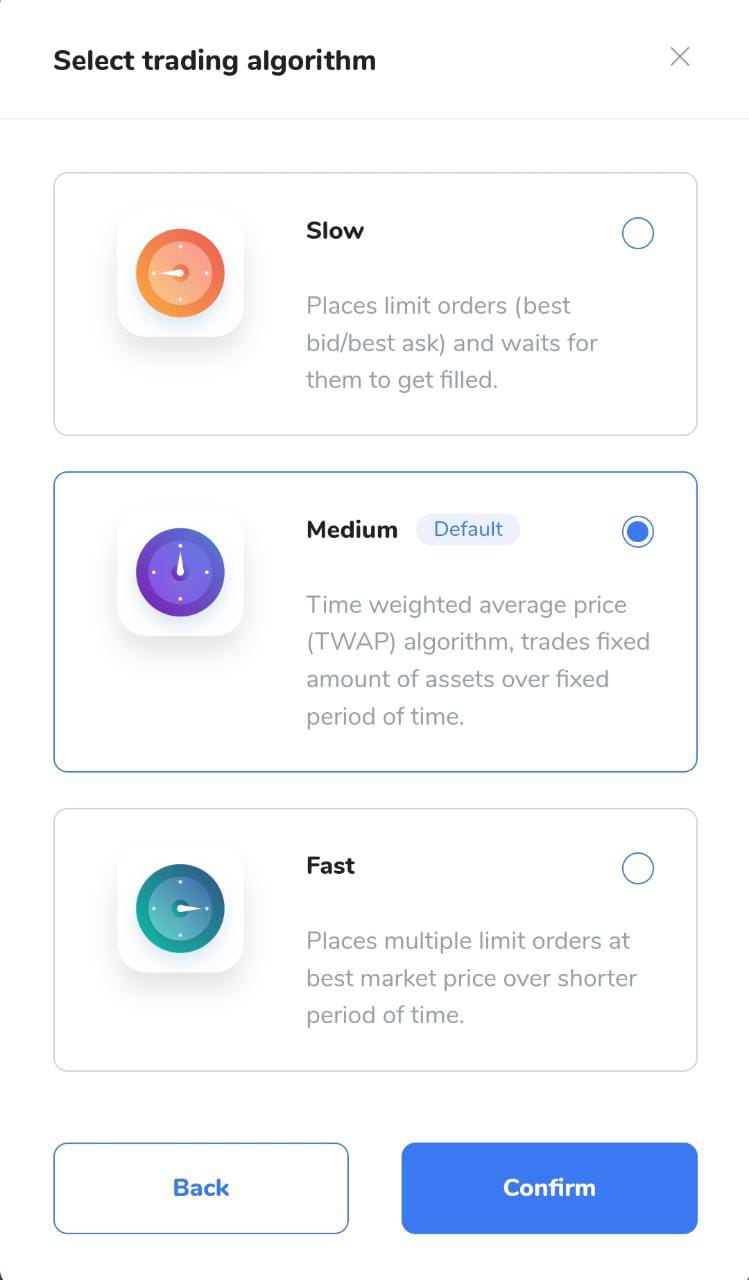 Select trading algorithm
Slow
Places limit orders (best
bid/best ask) and waits for
them to get filled.
Medium Default
Time weighted average price
(TWAP) algorithm, trades fixed
amount of assets over fixed
period of time.
Fast
Places multiple limit orders at
best market price over shorter
period of time.
Back Confirm